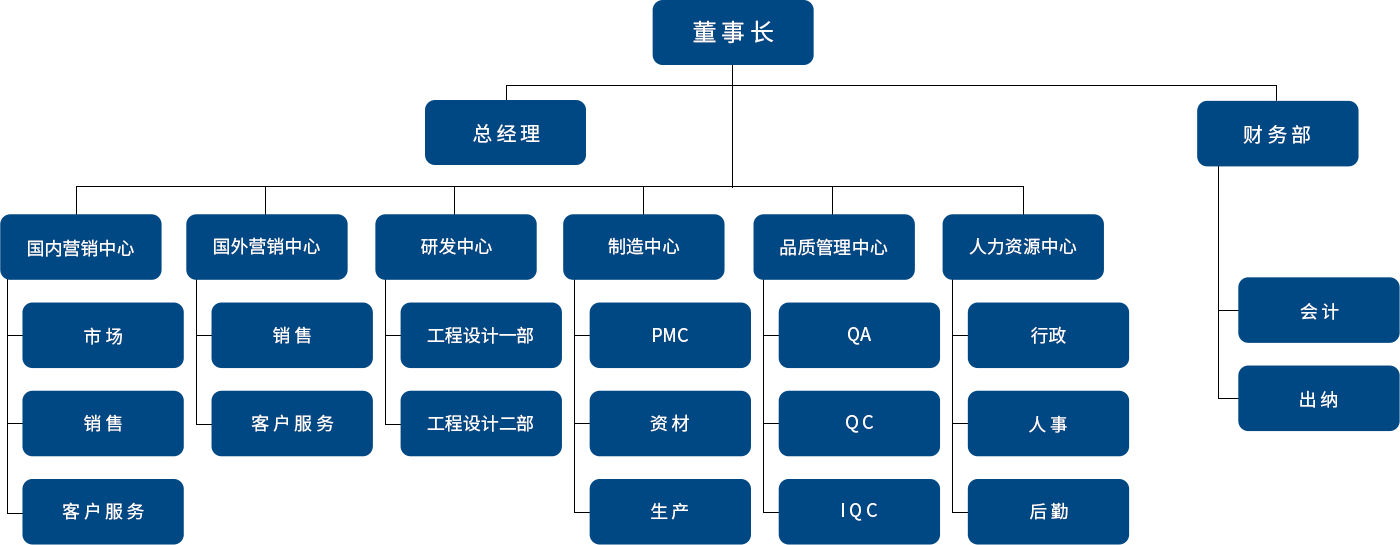 董事长
总经理
财务部
国内营销中心
国外营销中心
研发中心
制造中心
品质管理中心
人力资源中心
市场
销售
工程设计一部
PMC
QA
行政
会计
销售
客户服务
工程设计二部
资材
QC
人事
出纳
客户服务
生产
IQC
后勤